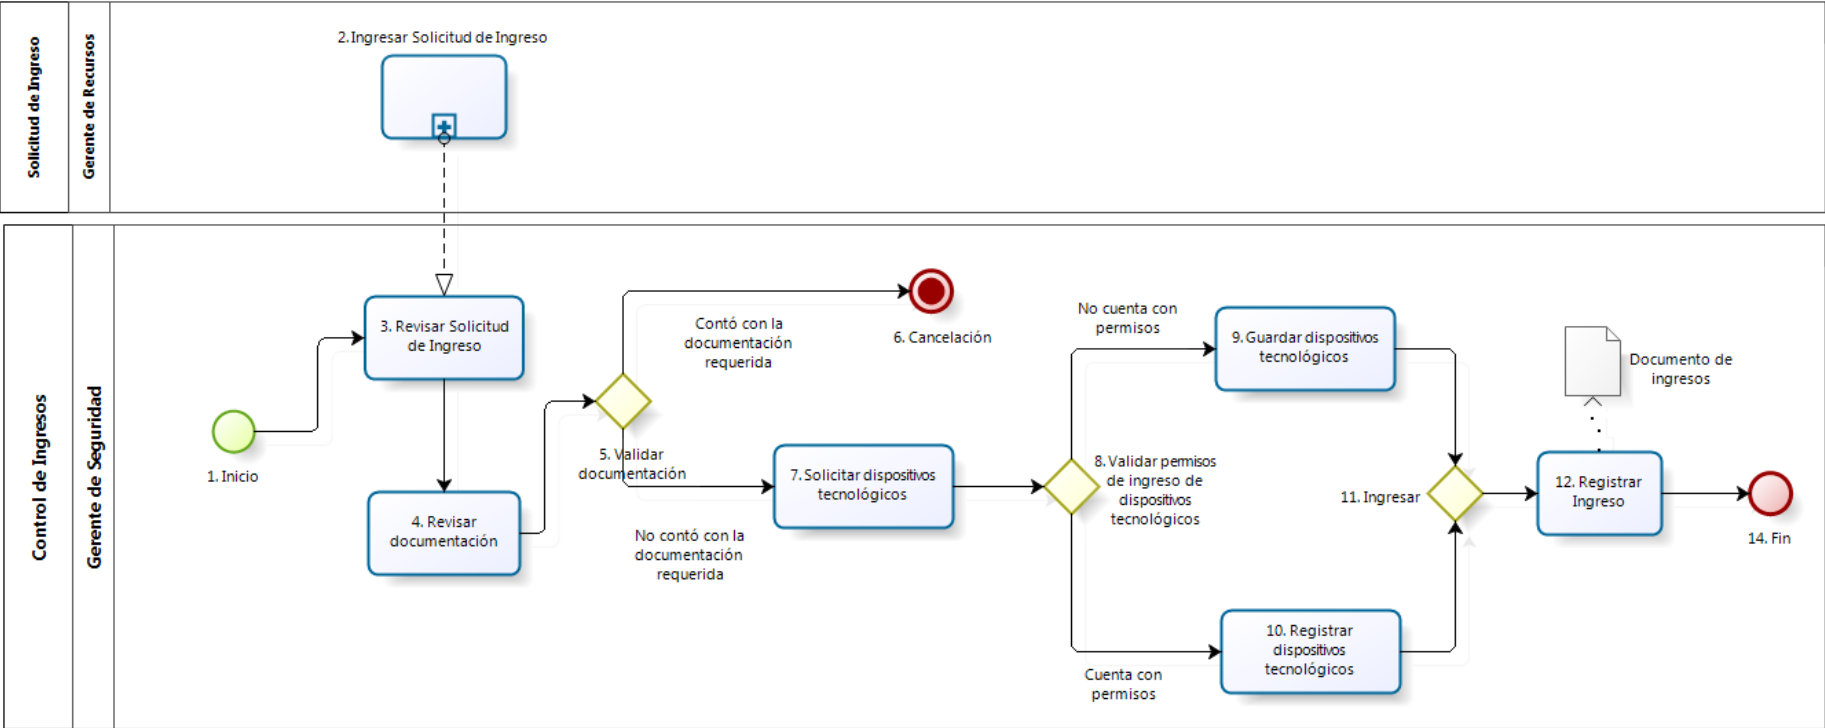 Solicitud de Ingreso
Gerente de Recursos
2.Ingresar Solicitud de Ingreso
Control de Ingresos
Gerente de Seguridad
1. Inicio
3. Revisar Solicitud
de Ingreso
4. Revisar
documentación
5. Validar
documentación
Contó con la
documentación
requerida
6. Cancelación
No contó con la
documentación
requerida
7. Solicitar dispositivos
tecnológicos
8. Validar permisos
de ingreso de
dispositivos
tecnológicos
No cuenta con
permisos
9. Guardar dispositivos
tecnológicos
Cuenta con
permisos
10. Registrar
dispositivos
tecnológicos
11. Ingresar
12. Registrar
Ingreso
Documento de
ingresos
14. Fin